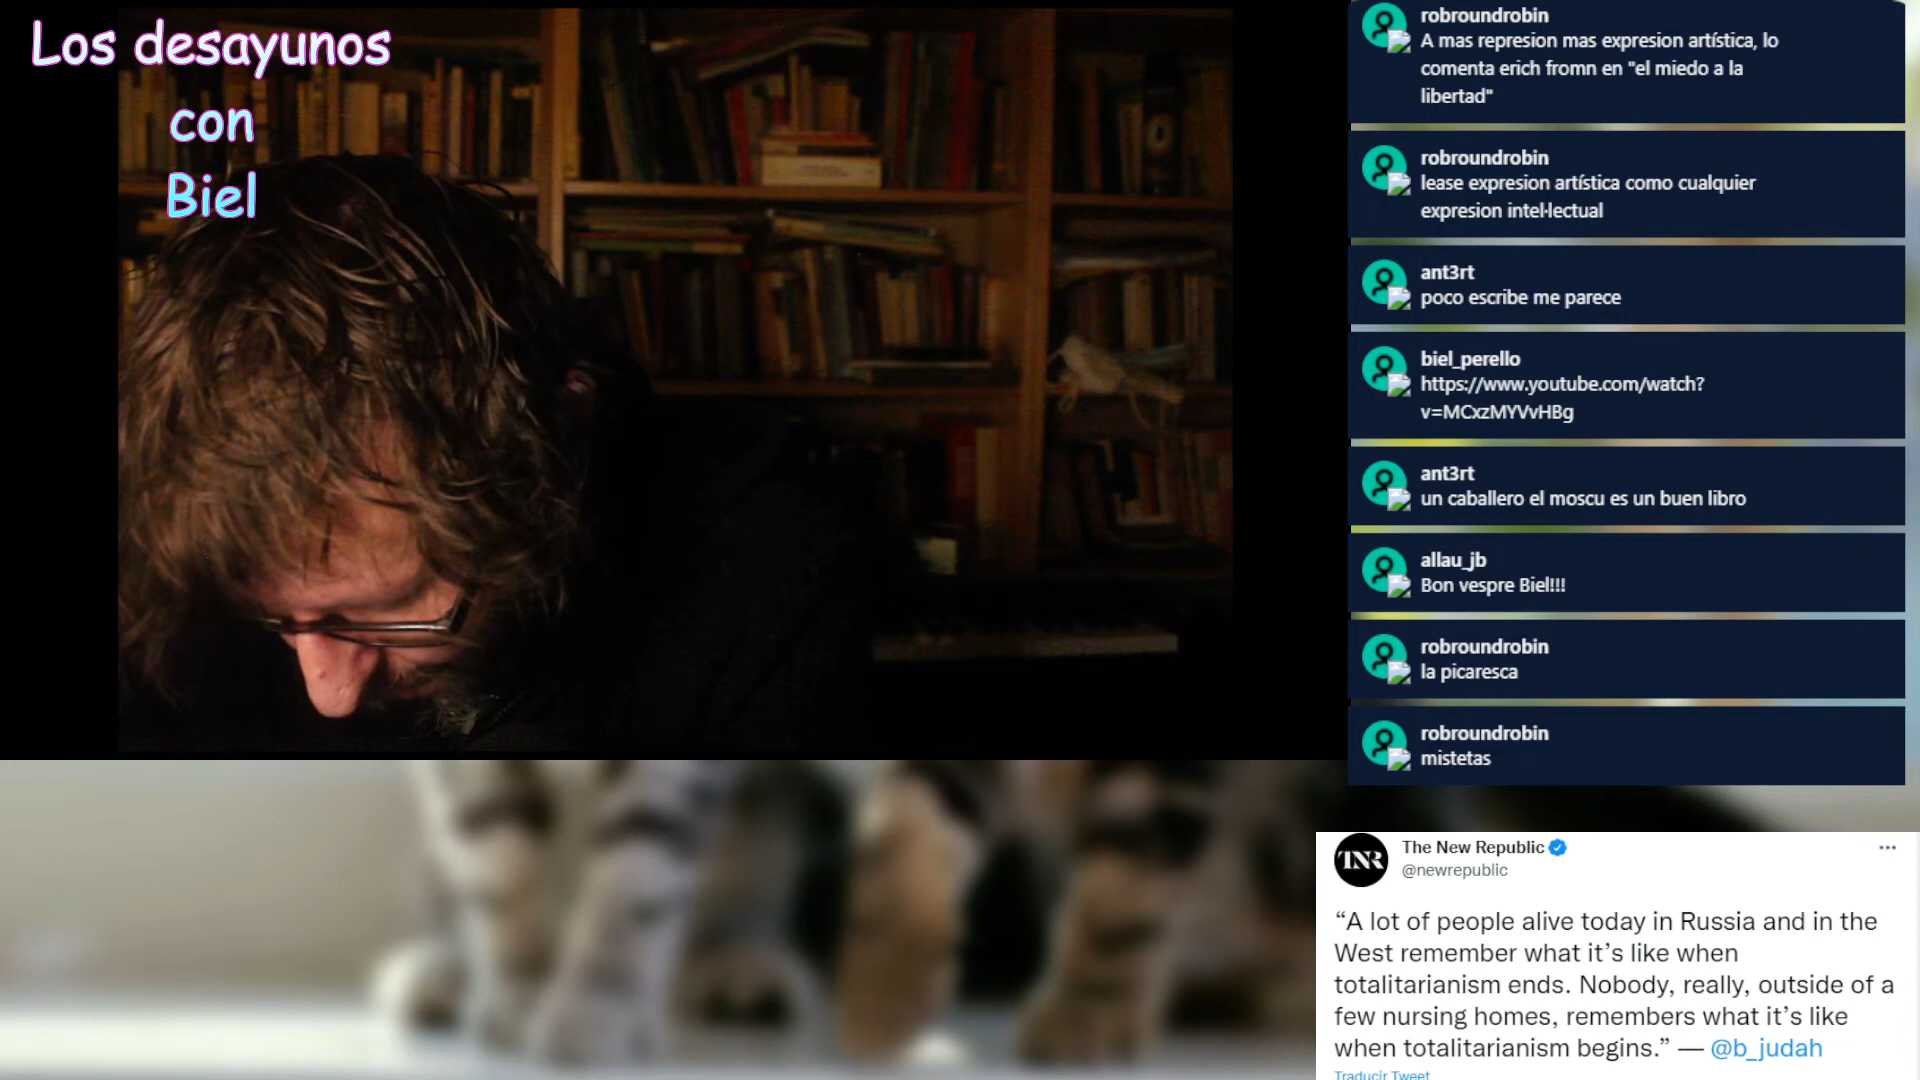 Los desayunos
con
Biel
robroundrobin
A mas represion mas expresion artística, lo
comenta erich fromn en "el miedo a la
libertad"
robroundrobin
lease expresion artística como cualquier
expresion intel·lectual
ant3rt
poco escribe me parece
biel_perello
https://www.youtube.com/watch?
v=MCxzMYVvHBg
ant3rt
un caballero el moscu es un buen libro
allau_jb
Bon vespre Biel!!!
robroundrobin
la picaresca
robroundrobin
mistetas
TNR
The New Republic
@newrepublic
“A lot of people alive today in Russia and in the
West remember what it’s like when
totalitarianism ends. Nobody, really, outside of a
few nursing homes, remembers what it’s like
when totalitarianism begins.” — @b_judah
Traducir Tweet